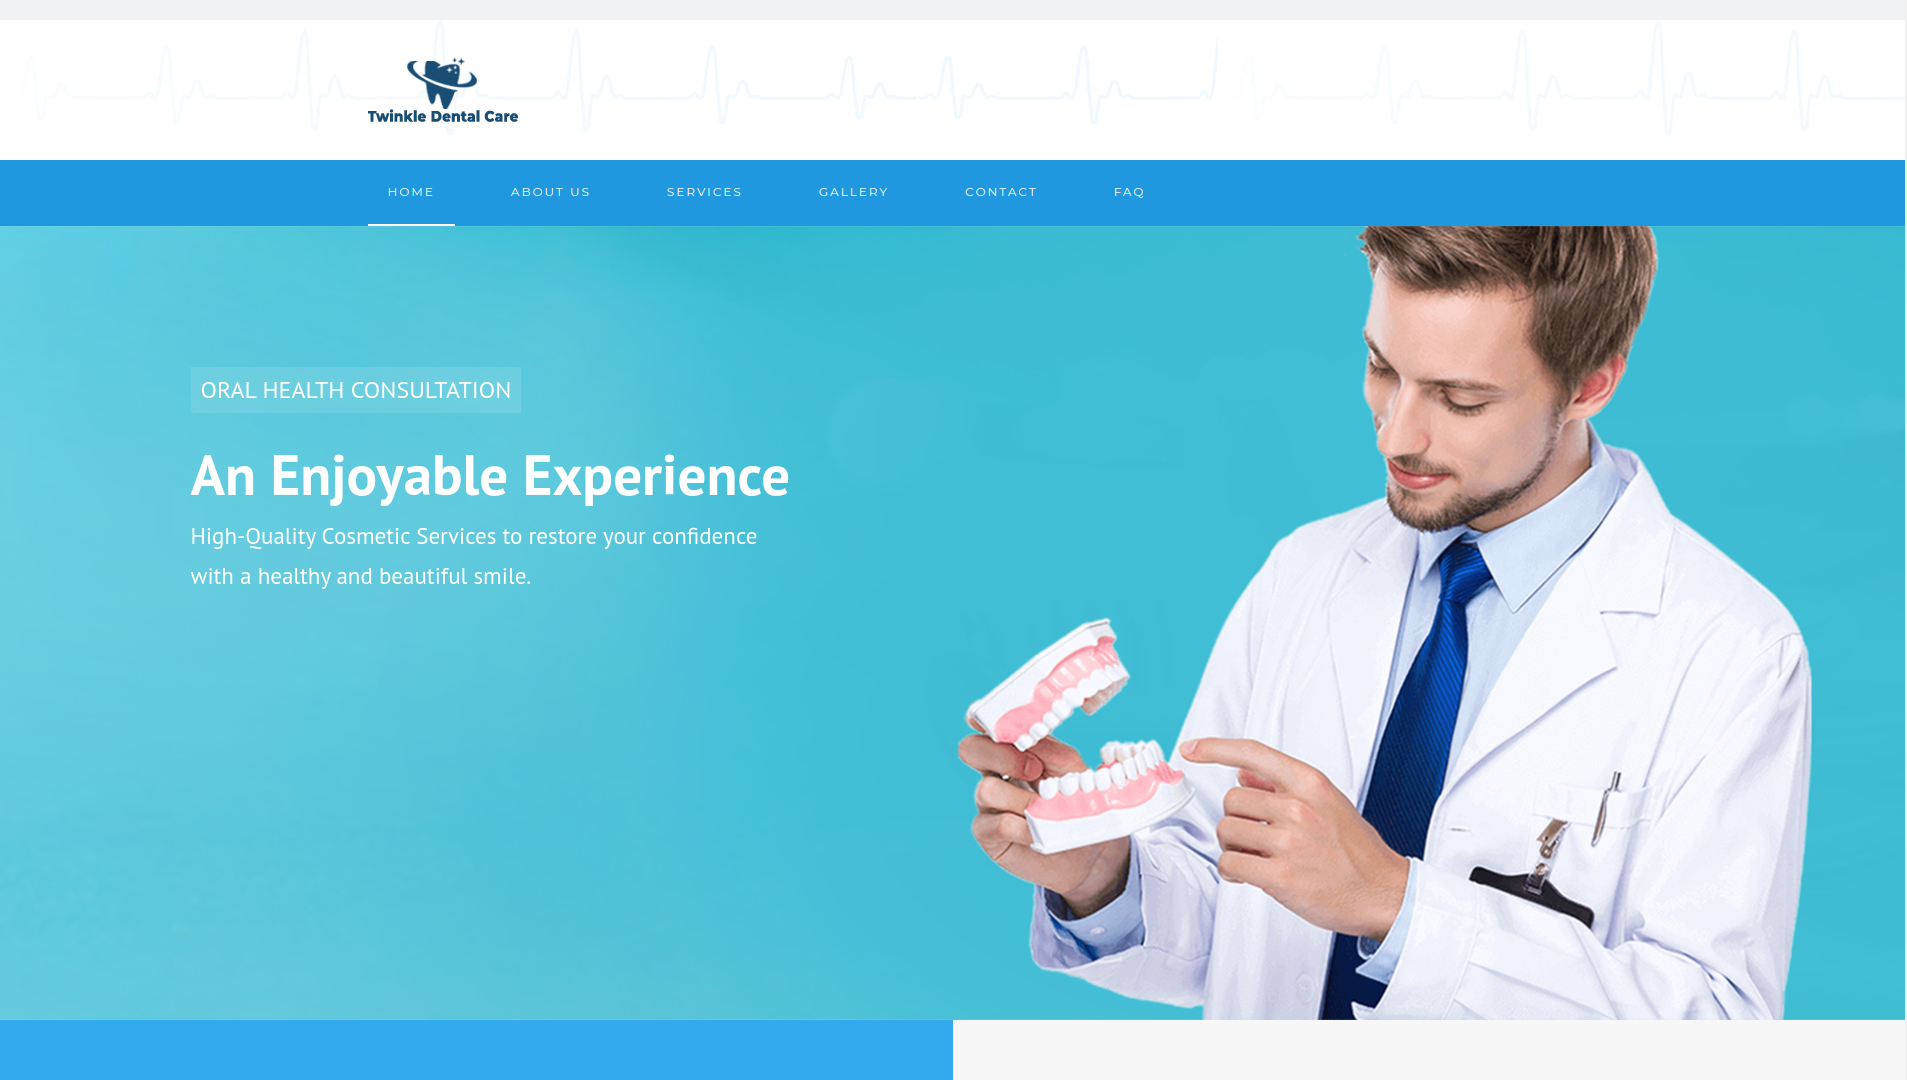 Twinkle Dental Care
HOME
ABOUT US
SERVICES
GALLERY
CONTACT
FAQ
ORAL HEALTH CONSULTATION
An Enjoyable Experience
High-Quality Cosmetic Services to restore your confidence
with a healthy and beautiful smile.